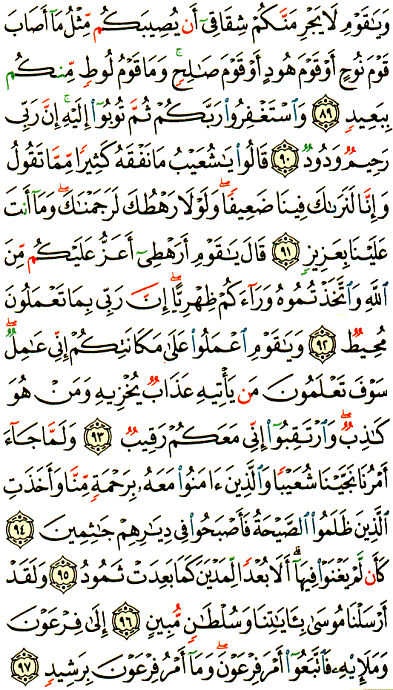 وَيَٰقَوْمِ لَا يَجْرِمَنَّكُمْ شِقَاقِىٓ أَن يُصِيبَكُم مِّثْلُ مَآ أَصَابَ
قَوْمَ نُوحٍ أَوْ قَوْمَ هُودٍ أَوْ قَوْمَ صَٰلِحٍۚ وَمَا قَوْمُ لُوطٍ مِّنكُم
بِبَعِيدٍ ٨٩ وَٱسْتَغْفِرُوا۟ رَبَّكُمْ ثُمَّ تُوبُوٓا۟ إِلَيْهِۚ إِنَّ رَبِّى
رَحِيمٌ وَدُودٌ ٩٠ قَالُوا۟ يَٰشُعَيْبُ مَا نَفْقَهُ كَثِيرًا مِّمَّا تَقُولُ
وَإِنَّا لَنَرَىٰكَ فِينَا ضَعِيفًاۖ وَلَوْلَا رَهْطُكَ لَرَجَمْنَٰكَۖ وَمَآ أَنتَ
عَلَيْنَا بِعَزِيزٍ ٩١ قَالَ يَٰقَوْمِ أَرَهْطِىٓ أَعَزُّ عَلَيْكُم مِّنَ
ٱللَّهِ وَٱتَّخَذْتُمُوهُ وَرَآءَكُمْ ظِهْرِيًّاۖ إِنَّ رَبِّى بِمَا تَعْمَلُونَ
مُحِيطٌ ٩٢ وَيَٰقَوْمِ ٱعْمَلُوا۟ عَلَىٰ مَكَانَتِكُمْ إِنِّى عَٰمِلٌۖ
سَوْفَ تَعْلَمُونَ مَن يَأْتِيهِ عَذَابٌ يُخْزِيهِ وَمَنْ هُوَ
كَٰذِبٌۖ وَٱرْتَقِبُوٓا۟ إِنِّى مَعَكُمْ رَقِيبٌ ٩٣ وَلَمَّا جَآءَ
أَمْرُنَا نَجَّيْنَا شُعَيْبًا وَٱلَّذِينَ ءَامَنُوا۟ مَعَهُۥ بِرَحْمَةٍ مِّنَّا وَأَخَذَتِ
ٱلَّذِينَ ظَلَمُوا۟ ٱلصَّيْحَةُ فَأَصْبَحُوا۟ فِى دِيَٰرِهِمْ جَٰثِمِينَ ٩٤
كَأَن لَّمْ يَغْنَوْا۟ فِيهَآۗ أَلَا بُعْدًا لِّمَدْيَنَ كَمَا بَعِدَتْ ثَمُودُ ٩٥ وَلَقَدْ
أَرْسَلْنَا مُوسَىٰ بِـَٔايَٰتِنَا وَسُلْطَٰنٍ مُّبِينٍ ٩٦ إِلَىٰ فِرْعَوْنَ
وَمَلَإِي۟هِۦ فَٱتَّبَعُوٓا۟ أَمْرَ فِرْعَوْنَۖ وَمَآ أَمْرُ فِرْعَوْنَ بِرَشِيدٍ ٩٧